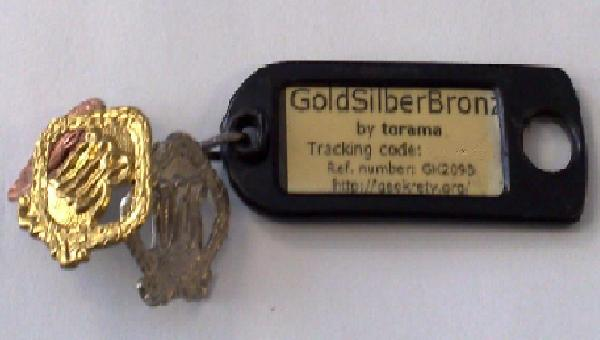 GoldSilberBronz
by torama
Tracking code:
Ref. number: GK2095
http://geokrety.org/